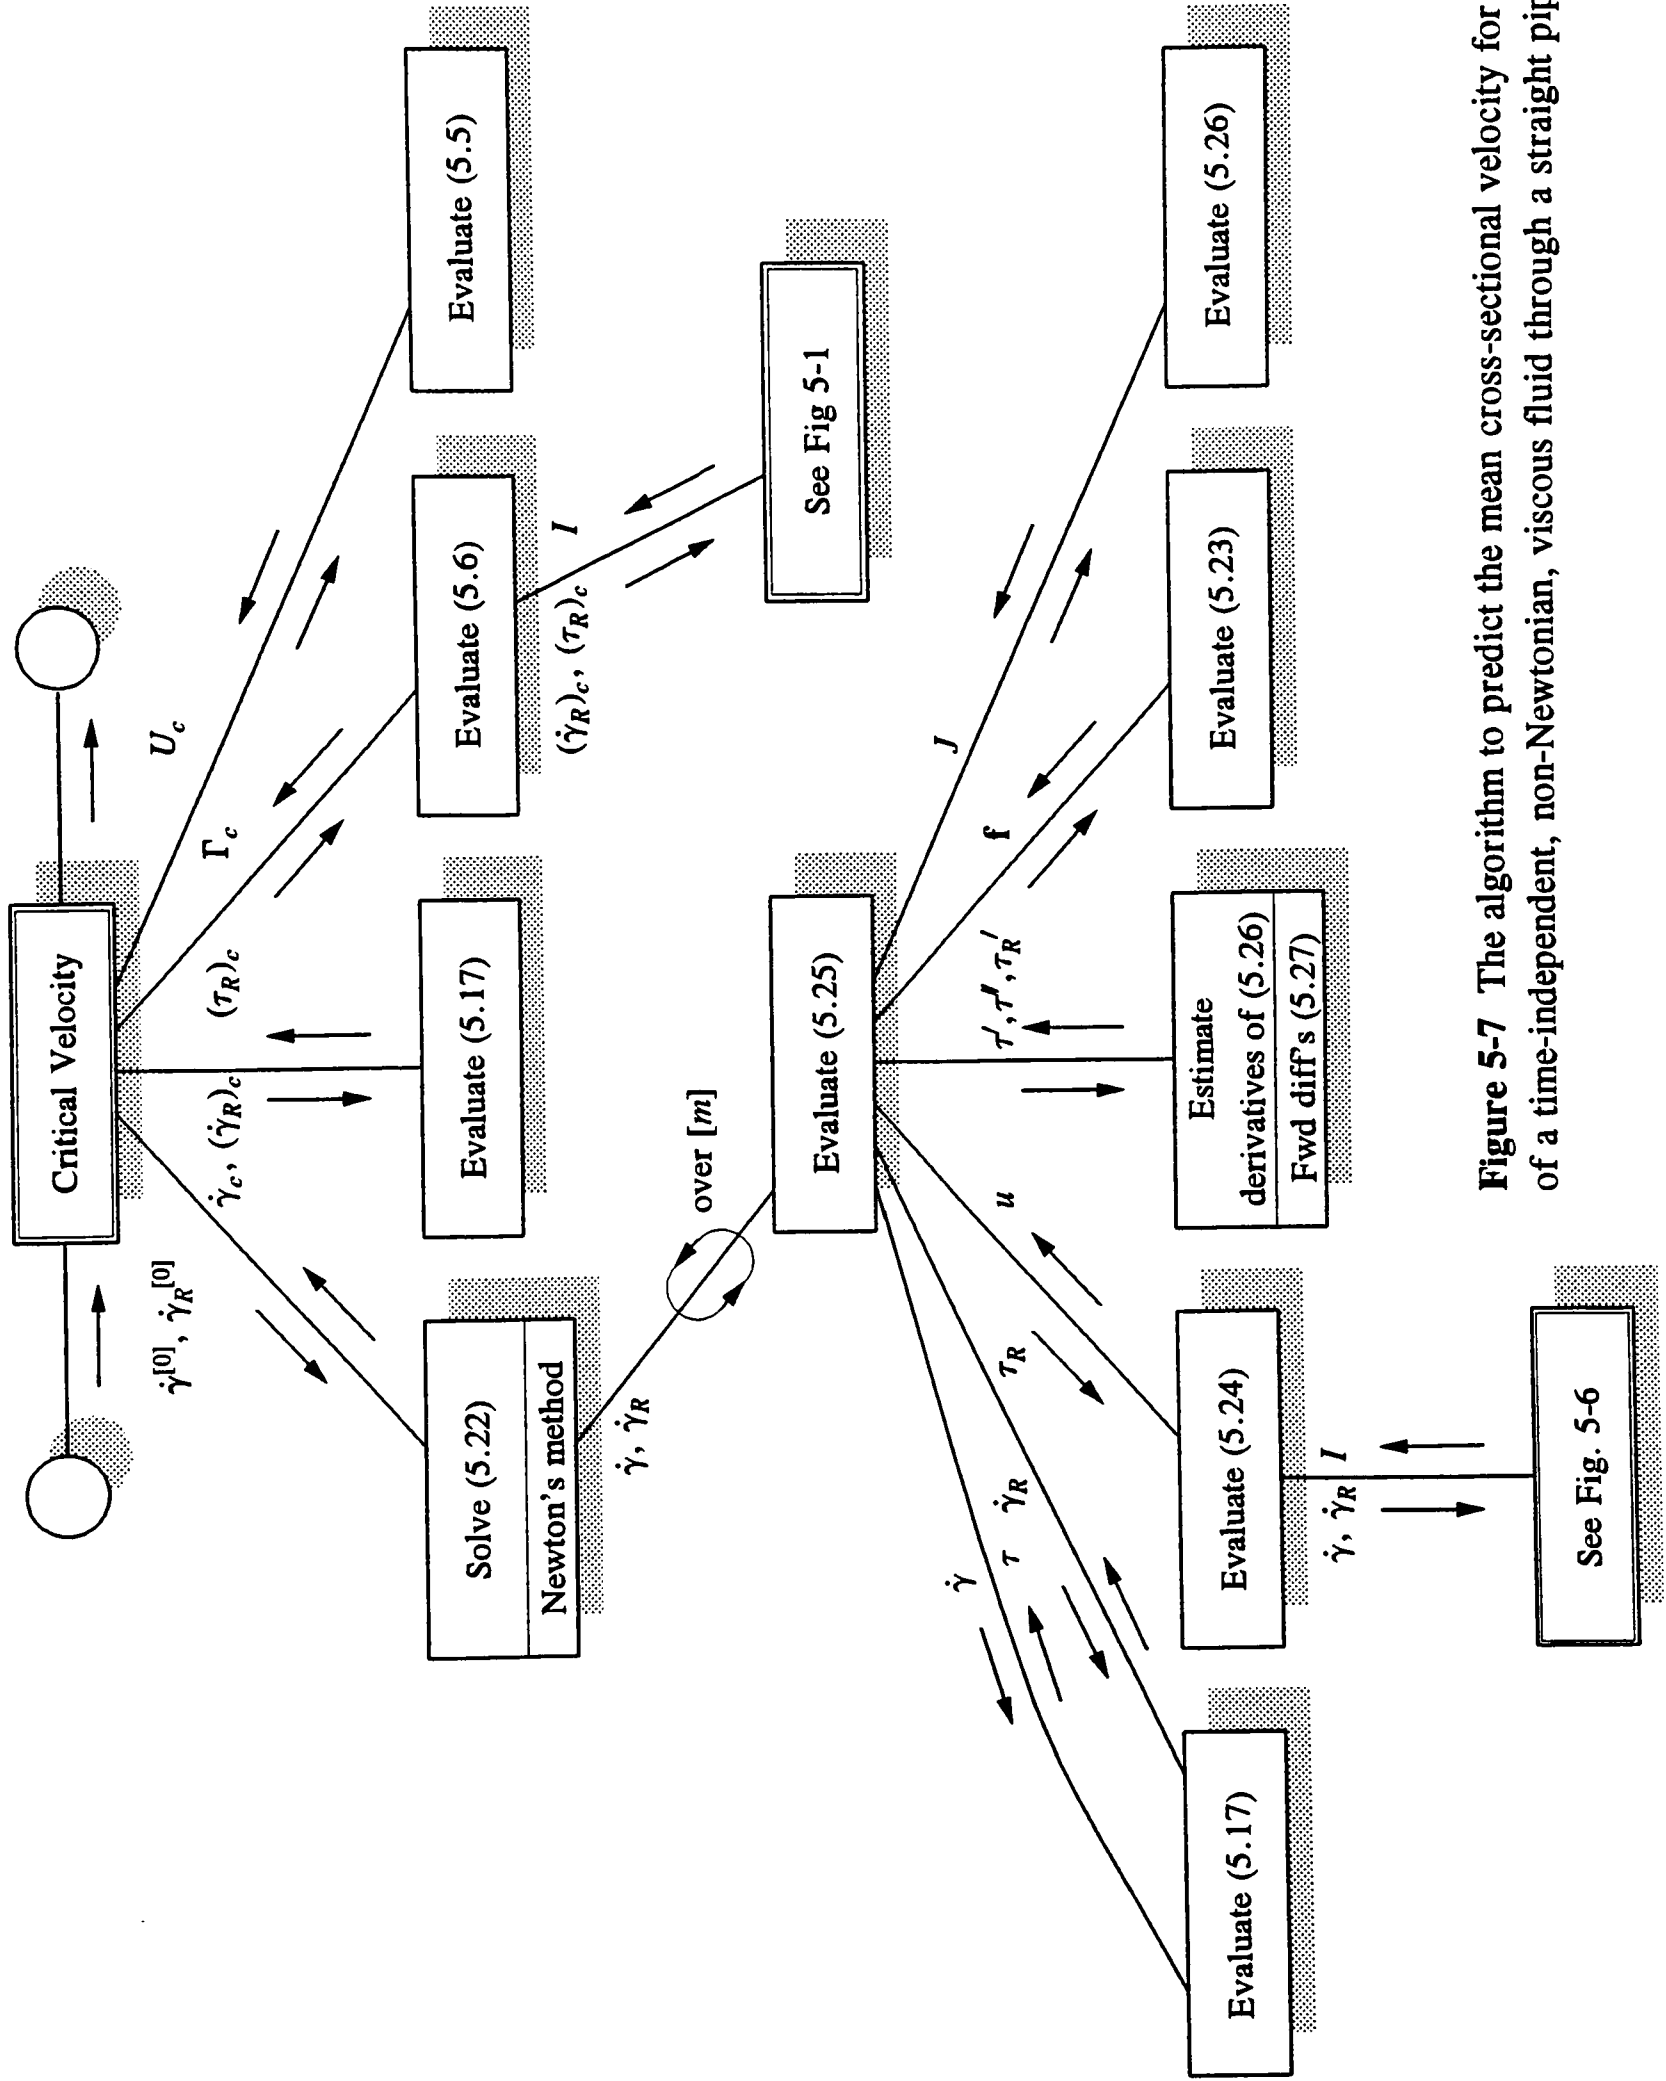 Critical Velocity
γ̇^[0], γ̇_R^[0]
γ̇_c, (γ̇_R)_c
(τ_R)_c
Γ_c
U_c
Solve (5.22)
Newton's method
Evaluate (5.17)
Evaluate (5.6)
Evaluate (5.5)
γ̇, γ̇_R
over [m]
(γ̇_R)_c, (τ_R)_c
I
Evaluate (5.25)
See Fig 5-1
γ̇
τ
γ̇_R
τ_R
u
τ′, τ″, τ_R′
f
J
Evaluate (5.17)
Evaluate (5.24)
Estimate
derivatives of (5.26)
Fwd diff's (5.27)
Evaluate (5.23)
Evaluate (5.26)
γ̇, γ̇_R
I
See Fig. 5-6
Figure 5-7 The algorithm to predict the mean cross-sectional velocity for
of a time-independent, non-Newtonian, viscous fluid through a straight pip